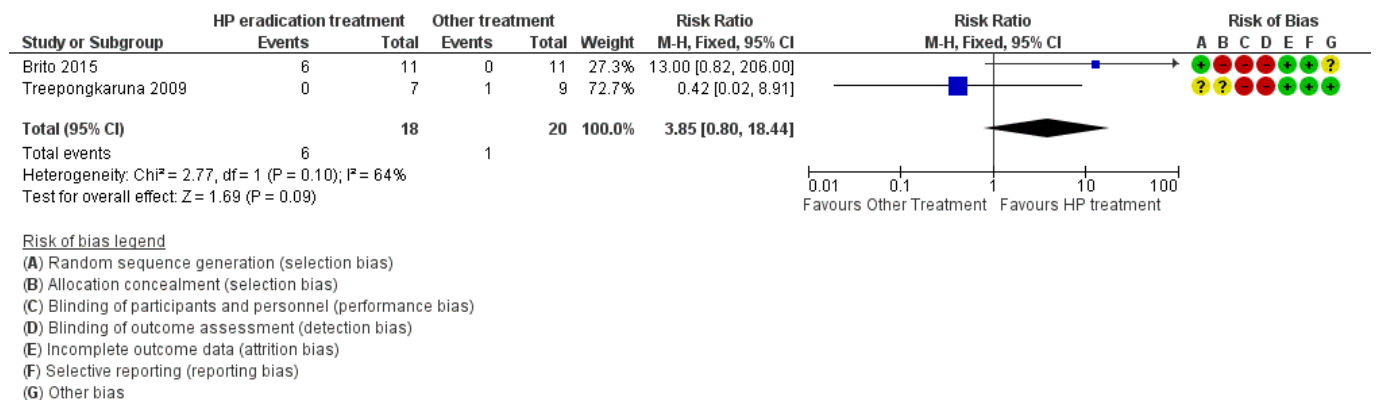 HP eradication treatment Other treatment Risk Ratio Risk Ratio Risk of Bias
Study or Subgroup Events Total Events Total Weight M-H, Fixed, 95% CI M-H, Fixed, 95% CI A B C D E F G
Brito 2015 6 11 0 11 27.3% 13.00 [0.82, 206.00] + - - - + + ?
Treepongkaruna 2009 0 7 1 9 72.7% 0.42 [0.02, 8.91] ? ? - - + + +
Total (95% CI) 18 20 100.0% 3.85 [0.80, 18.44]
Total events 6 1
Heterogeneity: Chi² = 2.77, df = 1 (P = 0.10); I² = 64%
Test for overall effect: Z = 1.69 (P = 0.09)
0.01 0.1 1 10 100
Favours Other Treatment Favours HP treatment
Risk of bias legend
(A) Random sequence generation (selection bias)
(B) Allocation concealment (selection bias)
(C) Blinding of participants and personnel (performance bias)
(D) Blinding of outcome assessment (detection bias)
(E) Incomplete outcome data (attrition bias)
(F) Selective reporting (reporting bias)
(G) Other bias